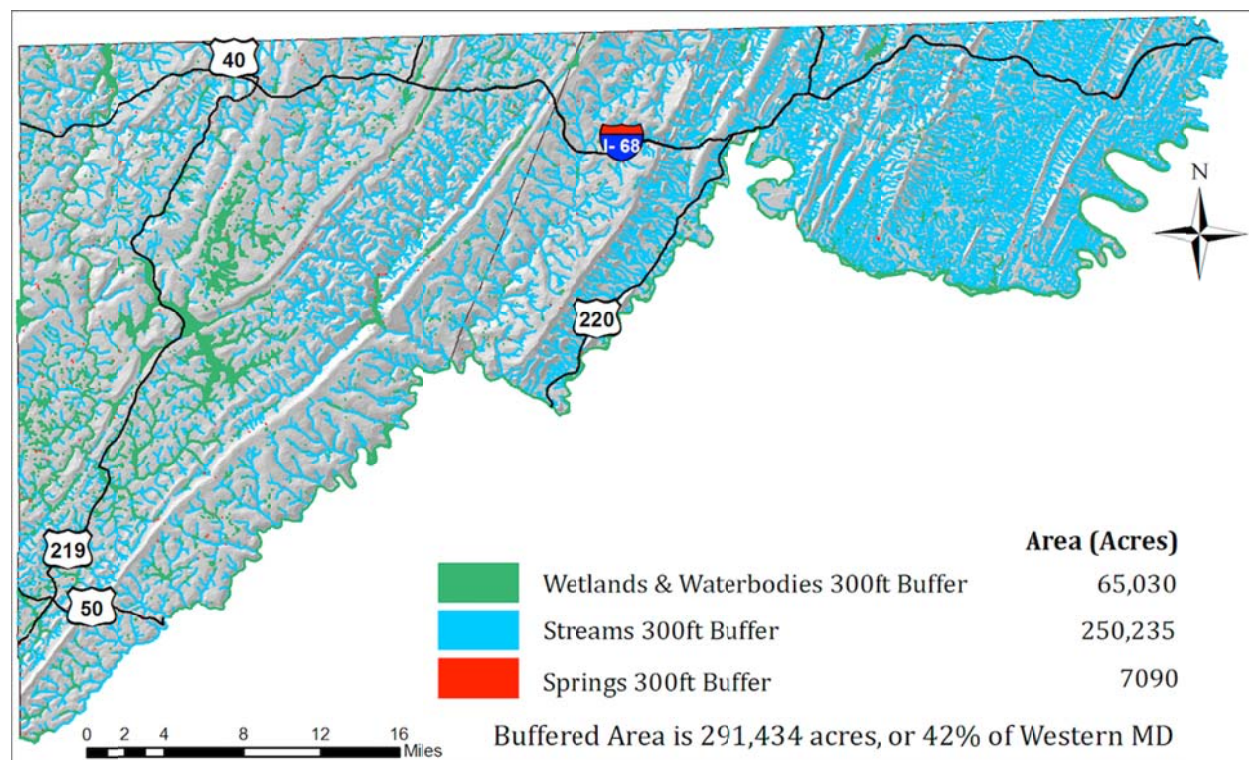 40
I- 68
N
220
219
50
Area (Acres)
Wetlands & Waterbodies 300ft Buffer 65,030
Streams 300ft Buffer 250,235
Springs 300ft Buffer 7090
0 2 4 8 12 16
Miles
Buffered Area is 291,434 acres, or 42% of Western MD